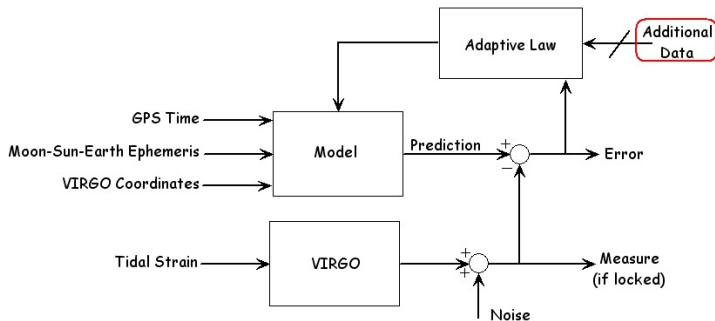 Adaptive Law
Additional
Data
GPS Time
Moon-Sun-Earth Ephemeris
VIRGO Coordinates
Model
Prediction
+
−
Error
Tidal Strain
VIRGO
+
+
Noise
Measure
(if locked)